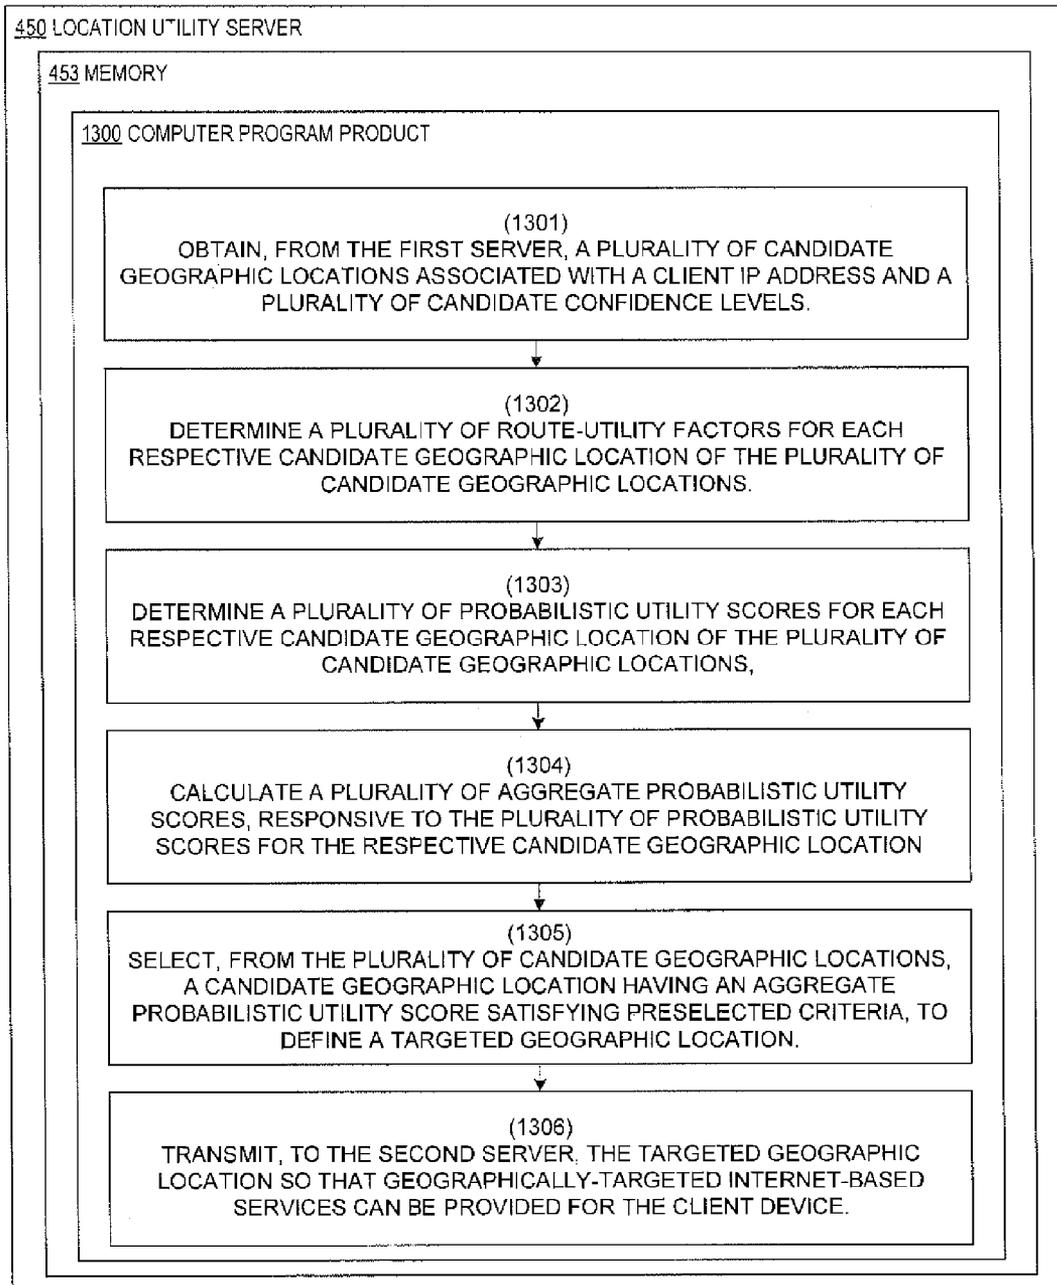 450 LOCATION UTILITY SERVER
453 MEMORY
1300 COMPUTER PROGRAM PRODUCT
(1301)
OBTAIN, FROM THE FIRST SERVER, A PLURALITY OF CANDIDATE
GEOGRAPHIC LOCATIONS ASSOCIATED WITH A CLIENT IP ADDRESS AND A
PLURALITY OF CANDIDATE CONFIDENCE LEVELS.
(1302)
DETERMINE A PLURALITY OF ROUTE-UTILITY FACTORS FOR EACH
RESPECTIVE CANDIDATE GEOGRAPHIC LOCATION OF THE PLURALITY OF
CANDIDATE GEOGRAPHIC LOCATIONS.
(1303)
DETERMINE A PLURALITY OF PROBABILISTIC UTILITY SCORES FOR EACH
RESPECTIVE CANDIDATE GEOGRAPHIC LOCATION OF THE PLURALITY OF
CANDIDATE GEOGRAPHIC LOCATIONS,
(1304)
CALCULATE A PLURALITY OF AGGREGATE PROBABILISTIC UTILITY
SCORES, RESPONSIVE TO THE PLURALITY OF PROBABILISTIC UTILITY
SCORES FOR THE RESPECTIVE CANDIDATE GEOGRAPHIC LOCATION
(1305)
SELECT, FROM THE PLURALITY OF CANDIDATE GEOGRAPHIC LOCATIONS,
A CANDIDATE GEOGRAPHIC LOCATION HAVING AN AGGREGATE
PROBABILISTIC UTILITY SCORE SATISFYING PRESELECTED CRITERIA, TO
DEFINE A TARGETED GEOGRAPHIC LOCATION.
(1306)
TRANSMIT, TO THE SECOND SERVER, THE TARGETED GEOGRAPHIC
LOCATION SO THAT GEOGRAPHICALLY-TARGETED INTERNET-BASED
SERVICES CAN BE PROVIDED FOR THE CLIENT DEVICE.